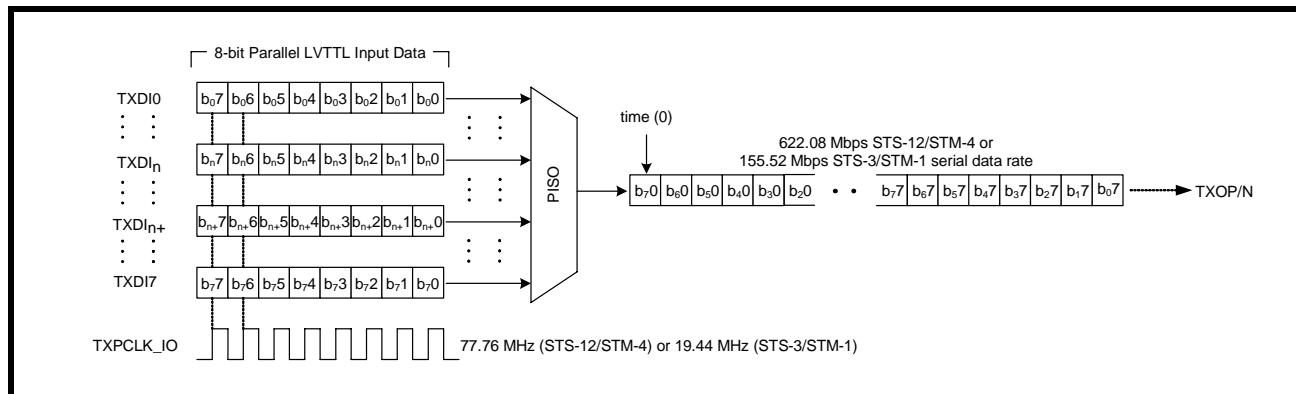 8-bit Parallel LVTTL Input Data
TXDI0
b07 b06 b05 b04 b03 b02 b01 b00
time (0)
622.08 Mbps STS-12/STM-4 or
155.52 Mbps STS-3/STM-1 serial data rate
TXDIn
bn7 bn6 bn5 bn4 bn3 bn2 bn1 bn0
PISO
b70 b60 b50 b40 b30 b20 b77 b67 b57 b47 b37 b27 b17 b07
TXOP/N
TXDIn+
bn+7 bn+6 bn+5 bn+4 bn+3 bn+2 bn+1 bn+0
TXDI7
b77 b76 b75 b74 b73 b72 b71 b70
TXPCLK_IO
77.76 MHz (STS-12/STM-4) or 19.44 MHz (STS-3/STM-1)